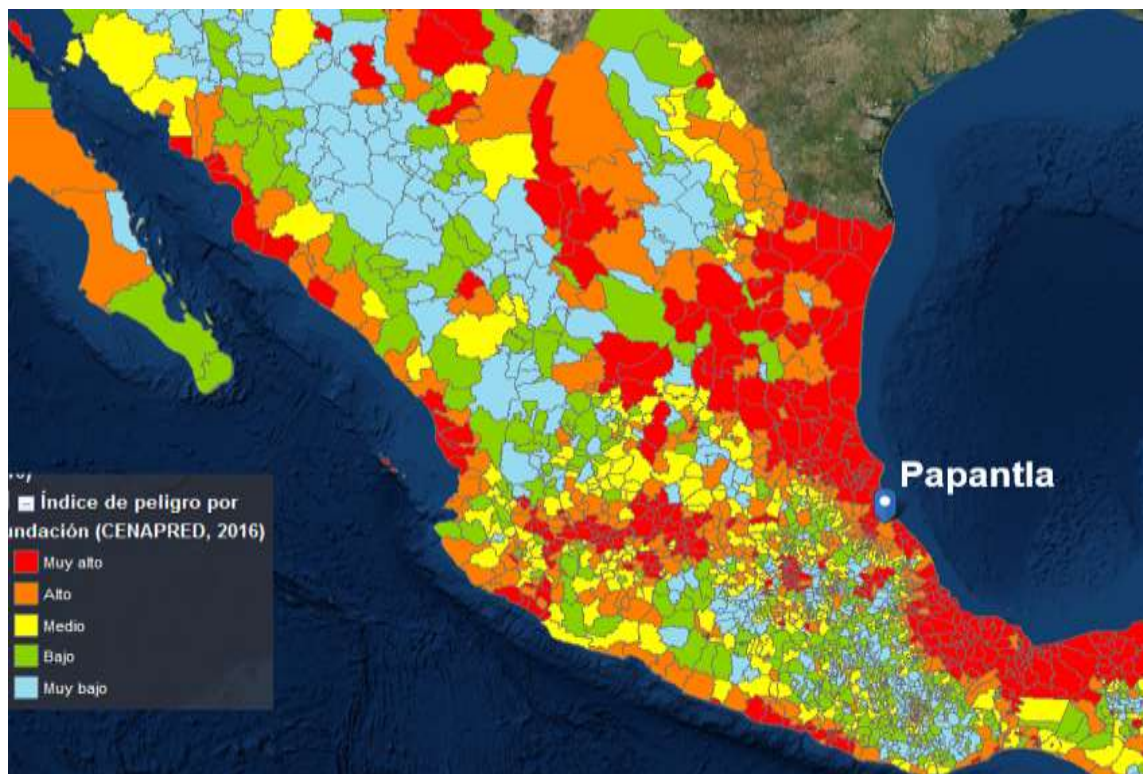 Papantla
Índice de peligro por
undación (CENAPRED, 2016)
Muy alto
Alto
Medio
Bajo
Muy bajo